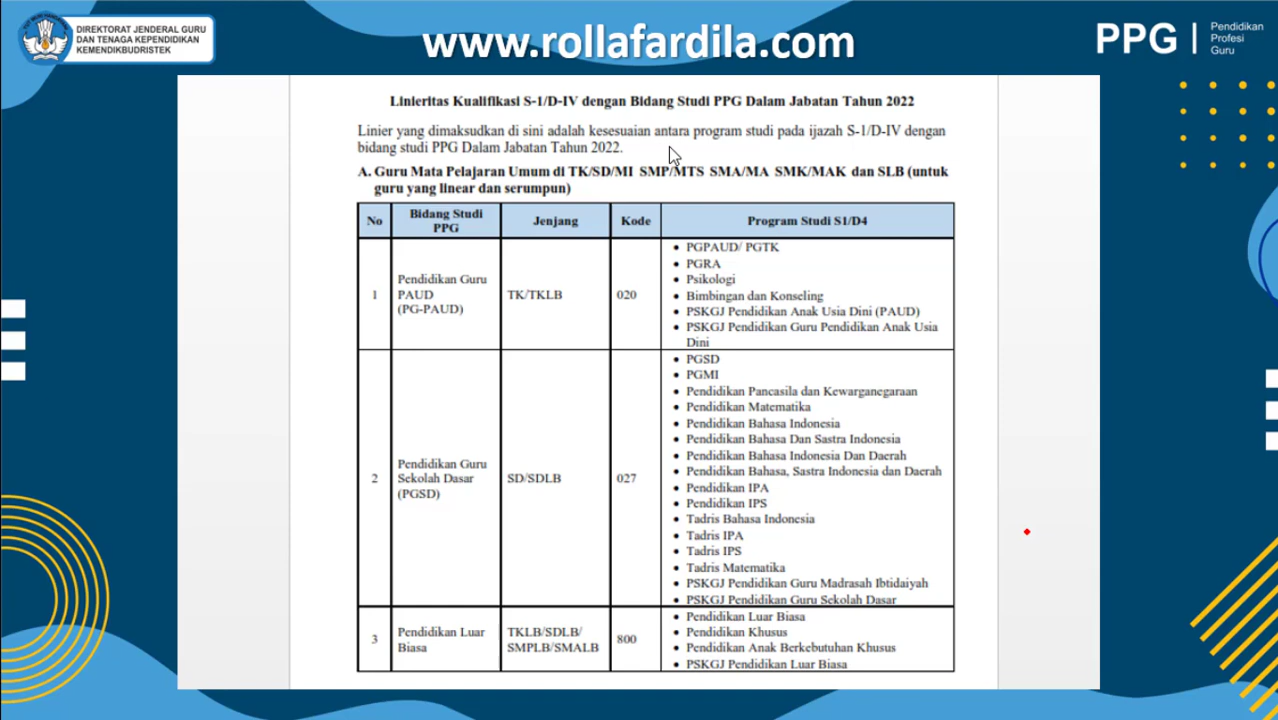 DIREKTORAT JENDERAL GURU
DAN TENAGA KEPENDIDIKAN
KEMENDIKBUDRISTEK
www.rollafardila.com
PPG
Pendidikan
Profesi
Guru
Linieritas Kualifikasi S-1/D-IV dengan Bidang Studi PPG Dalam Jabatan Tahun 2022
Linier yang dimaksudkan di sini adalah kesesuaian antara program studi pada ijazah S-1/D-IV dengan
bidang studi PPG Dalam Jabatan Tahun 2022.
A. Guru Mata Pelajaran Umum di TK/SD/MI SMP/MTS SMA/MA SMK/MAK dan SLB (untuk
guru yang linear dan serumpun)
No
Bidang Studi
PPG
Jenjang
Kode
Program Studi S1/D4
1
Pendidikan Guru
PAUD
(PG-PAUD)
TK/TKLB
020
• PGPAUD/ PGTK
• PGRA
• Psikologi
• Bimbingan dan Konseling
• PSKGJ Pendidikan Anak Usia Dini (PAUD)
• PSKGJ Pendidikan Guru Pendidikan Anak Usia
Dini
2
Pendidikan Guru
Sekolah Dasar
(PGSD)
SD/SDLB
027
• PGSD
• PGMI
• Pendidikan Pancasila dan Kewarganegaraan
• Pendidikan Matematika
• Pendidikan Bahasa Indonesia
• Pendidikan Bahasa Dan Sastra Indonesia
• Pendidikan Bahasa Indonesia Dan Daerah
• Pendidikan Bahasa, Sastra Indonesia dan Daerah
• Pendidikan IPA
• Pendidikan IPS
• Tadris Bahasa Indonesia
• Tadris IPA
• Tadris IPS
• Tadris Matematika
• PSKGJ Pendidikan Guru Madrasah Ibtidaiyah
• PSKGJ Pendidikan Guru Sekolah Dasar
3
Pendidikan Luar
Biasa
TKLB/SDLB/
SMPLB/SMALB
800
• Pendidikan Luar Biasa
• Pendidikan Khusus
• Pendidikan Anak Berkebutuhan Khusus
• PSKGJ Pendidikan Luar Biasa